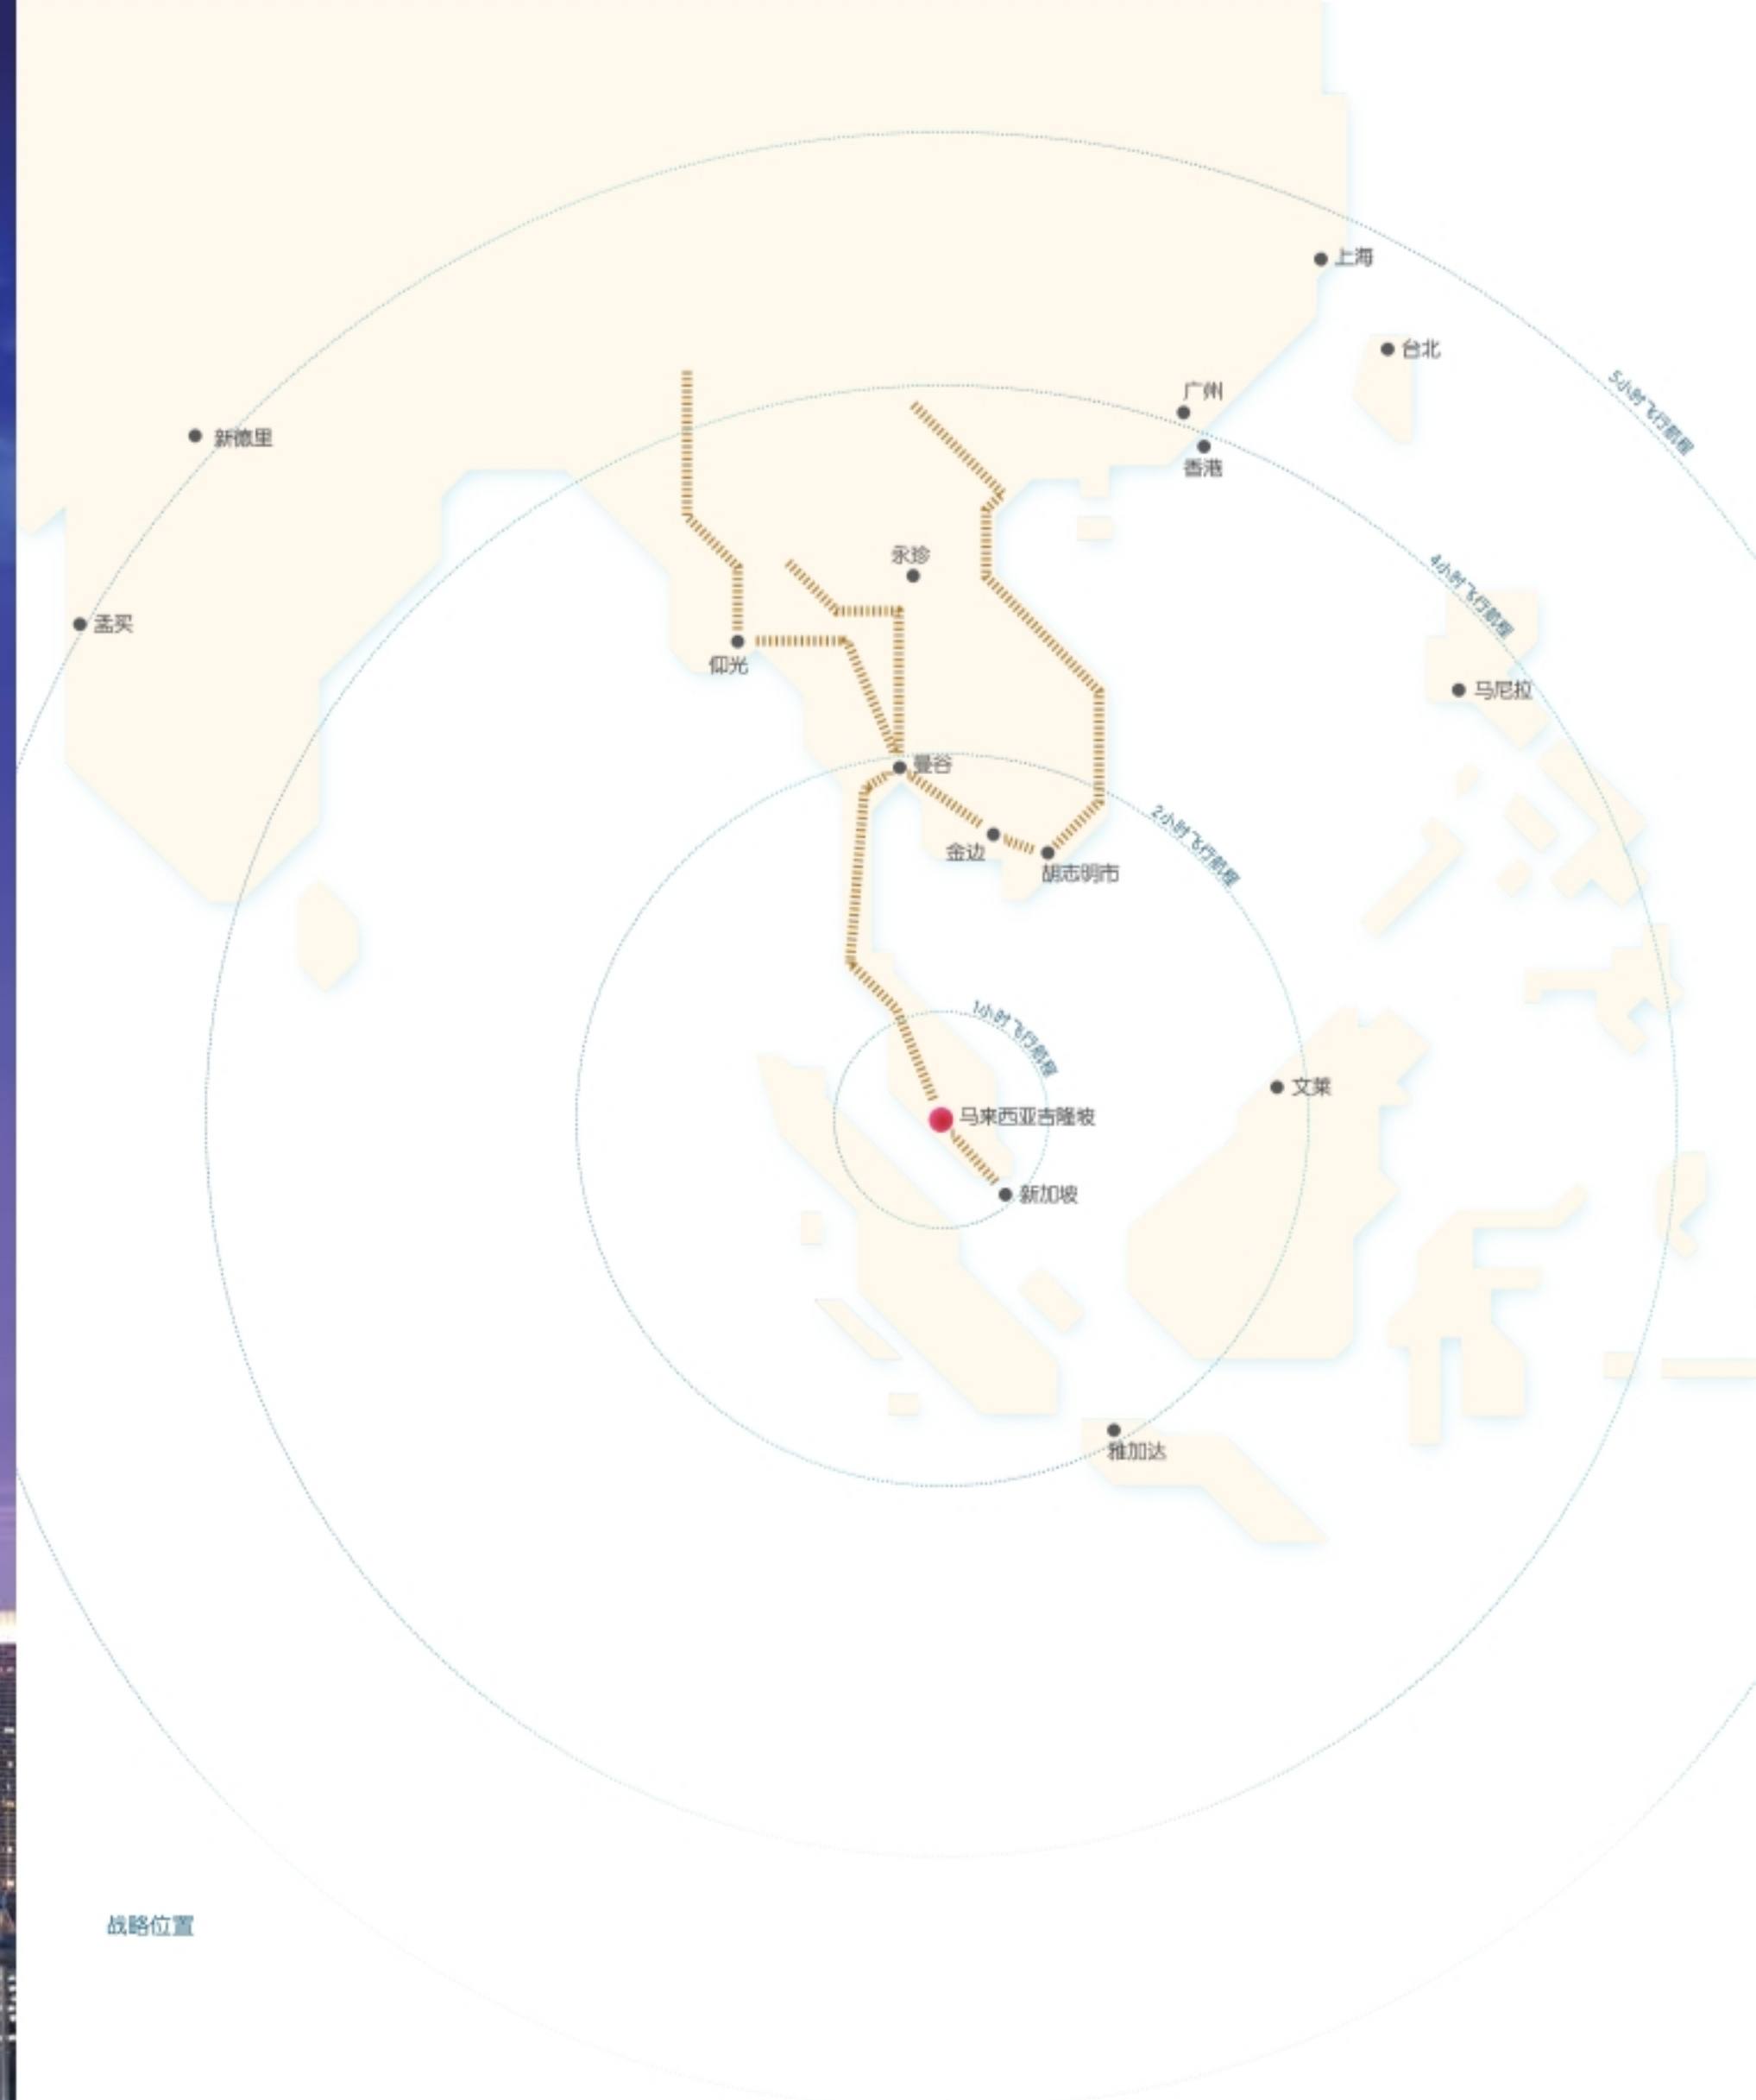 上海
台北
5小时飞行航程
广州
新德里
香港
永珍
4小时飞行航程
孟买
仰光
马尼拉
曼谷
2小时飞行航程
金边
胡志明市
1小时飞行航程
文莱
马来西亚吉隆坡
新加坡
雅加达
战略位置